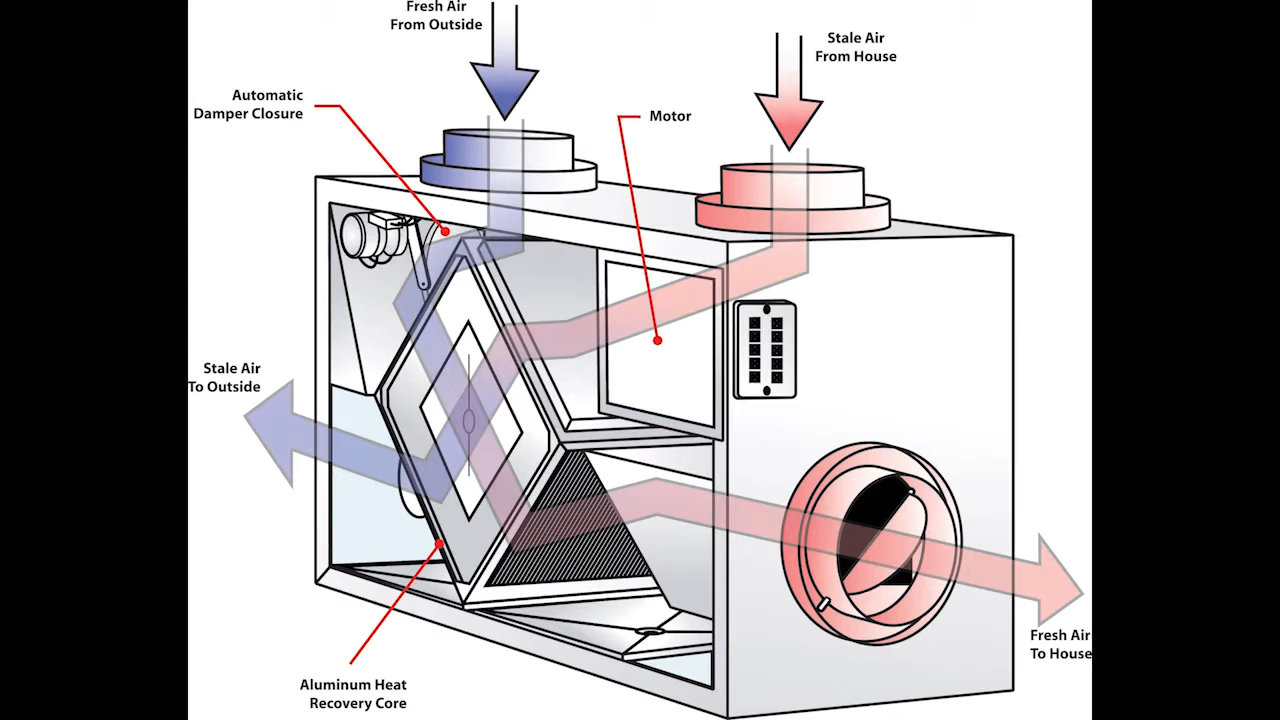 Fresh Air
From Outside
Stale Air
From House
Automatic
Damper Closure
Motor
Stale Air
To Outside
Fresh Air
To House
Aluminum Heat
Recovery Core